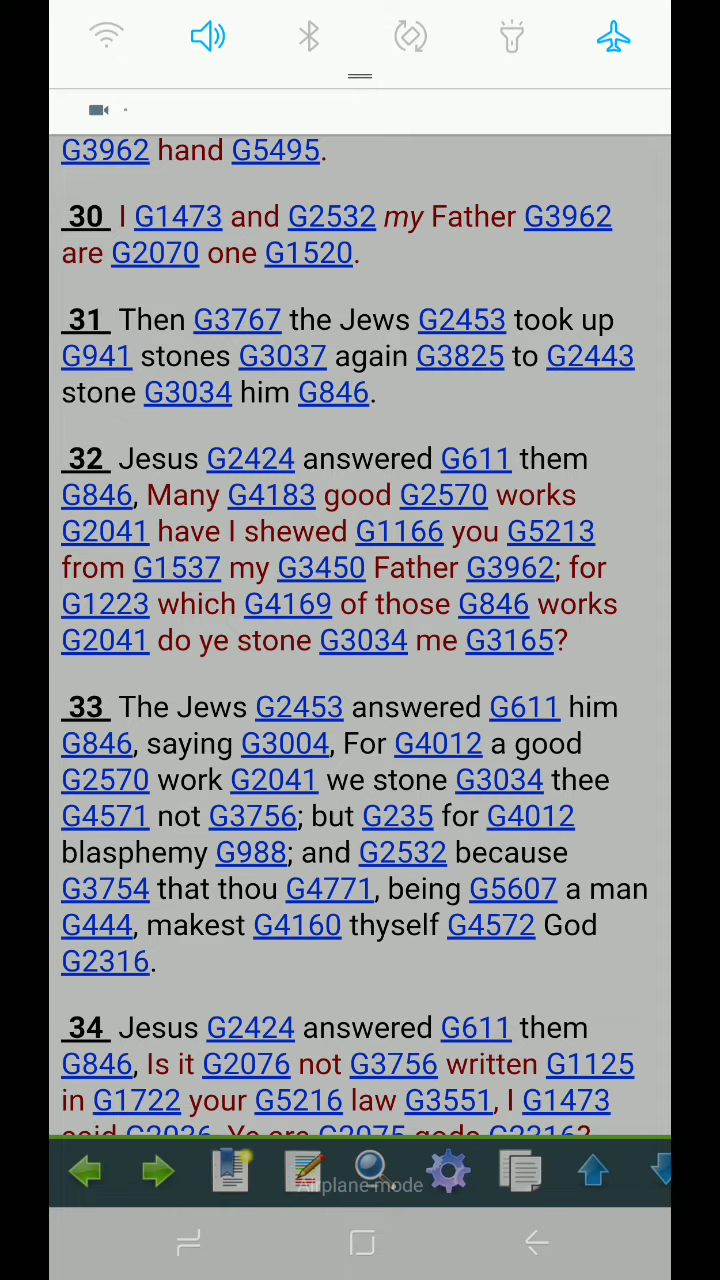 G3962 hand G5495.
30 I G1473 and G2532 my Father G3962
are G2070 one G1520.
31 Then G3767 the Jews G2453 took up
G941 stones G3037 again G3825 to G2443
stone G3034 him G846.
32 Jesus G2424 answered G611 them
G846, Many G4183 good G2570 works
G2041 have I shewed G1166 you G5213
from G1537 my G3450 Father G3962; for
G1223 which G4169 of those G846 works
G2041 do ye stone G3034 me G3165?
33 The Jews G2453 answered G611 him
G846, saying G3004, For G4012 a good
G2570 work G2041 we stone G3034 thee
G4571 not G3756; but G235 for G4012
blasphemy G988; and G2532 because
G3754 that thou G4771, being G5607 a man
G444, makest G4160 thyself G4572 God
G2316.
34 Jesus G2424 answered G611 them
G846, Is it G2076 not G3756 written G1125
in G1722 your G5216 law G3551, I G1473
said G2036, Ye are G2075 gods G2316?
Airplane mode